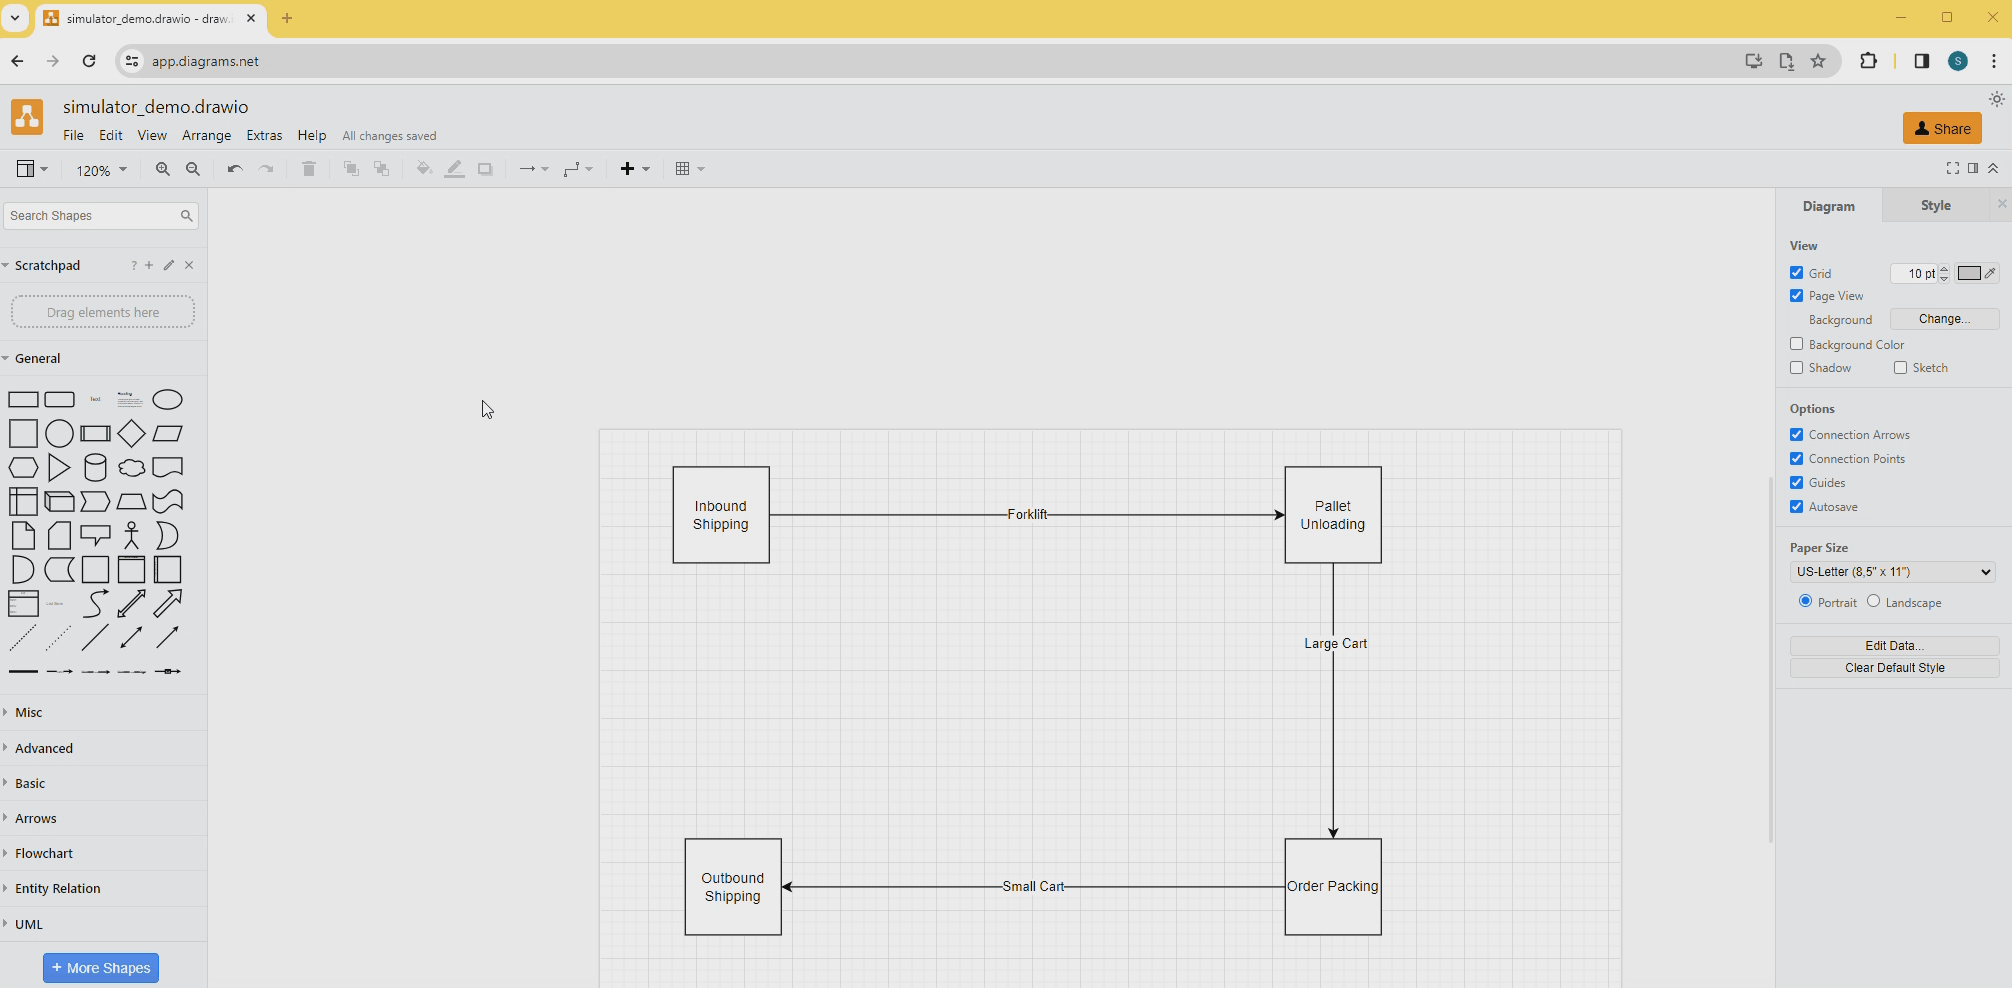 simulator_demo.drawio - draw.i
app.diagrams.net
S
simulator_demo.drawio
File Edit View Arrange Extras Help All changes saved
Share
120%
Search Shapes
Scratchpad
?
Drag elements here
General
Text
Heading
List Item
Misc
Advanced
Basic
Arrows
Flowchart
Entity Relation
UML
+ More Shapes
Inbound
Shipping
Forklift
Pallet
Unloading
Large Cart
Outbound
Shipping
Small Cart
Order Packing
Diagram Style
View
Grid 10 pt
Page View
Background Change...
Background Color
Shadow Sketch
Options
Connection Arrows
Connection Points
Guides
Autosave
Paper Size
US-Letter (8,5" x 11")
Portrait Landscape
Edit Data...
Clear Default Style